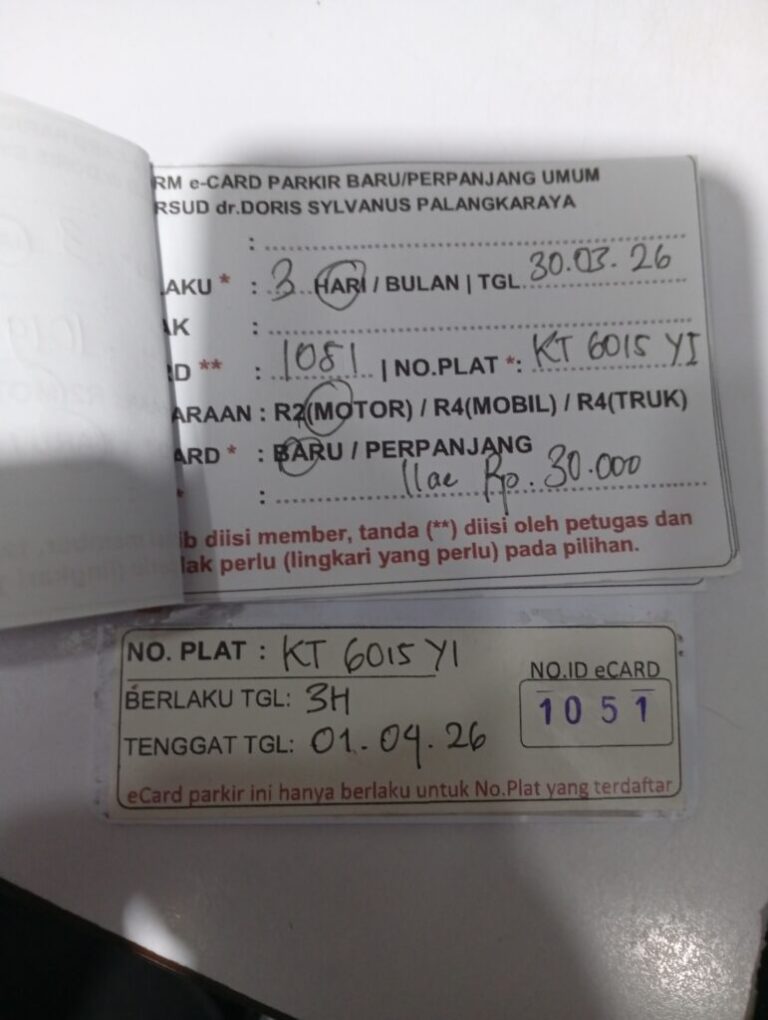 RM e-CARD PARKIR BARU/PERPANJANG UMUM
RSUD dr.DORIS SYLVANUS PALANGKARAYA
: ....................
AKU * : 3 HARI / BULAN | TGL 30.03.26
AK : ....................
D ** : 1081 | NO.PLAT *: KT 6015 YI
ARAAN : R2(MOTOR) / R4(MOBIL) / R4(TRUK)
ARD * : BARU / PERPANJANG
* : Rp. 30.000
ib diisi member, tanda (**) diisi oleh petugas dan
lak perlu (lingkari yang perlu) pada pilihan.
NO. PLAT : KT 6015 YI
BERLAKU TGL: 3H
TENGGAT TGL: 01.04.26
NO.ID eCARD
1051
eCard parkir ini hanya berlaku untuk No.Plat yang terdaftar